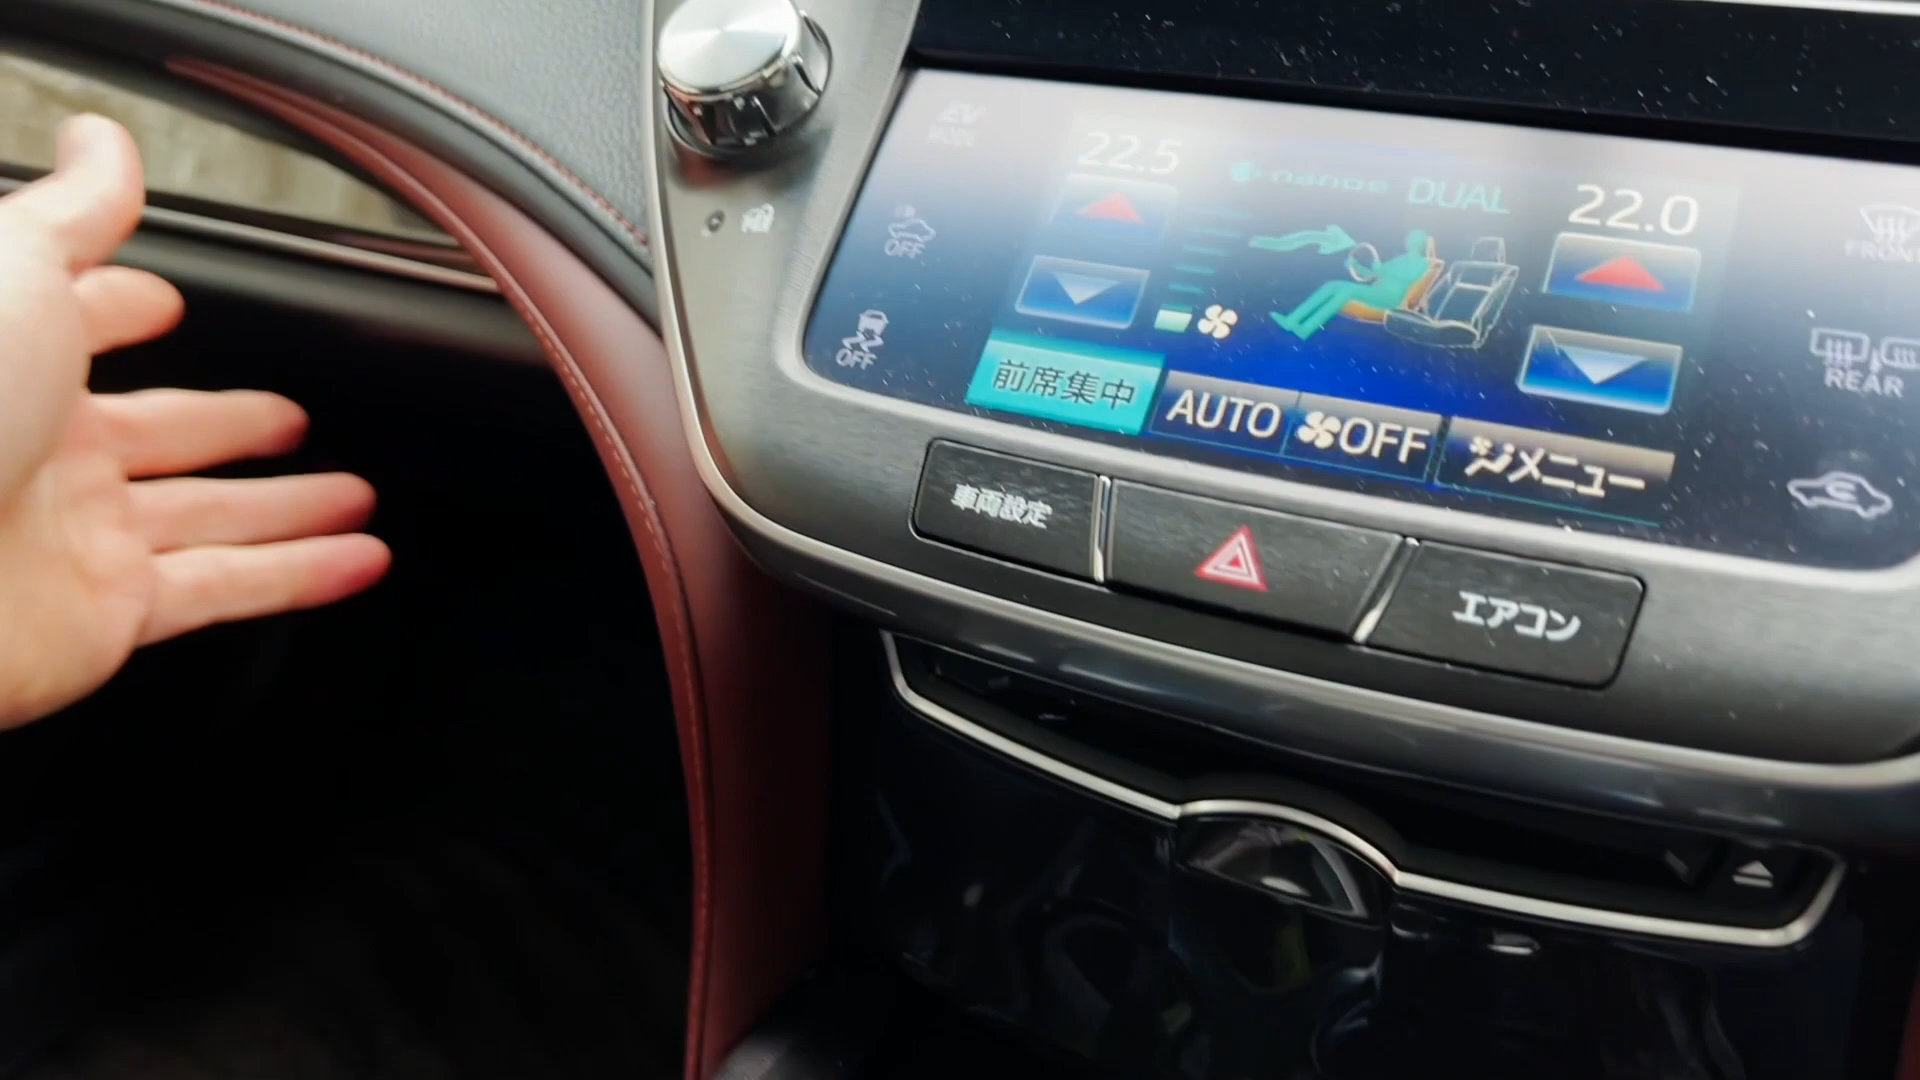 EV
MODE
22.5
nanoe DUAL
22.0
FRONT
OFF
OFF
REAR
前席集中
AUTO
OFF
メニュー
車両設定
エアコン